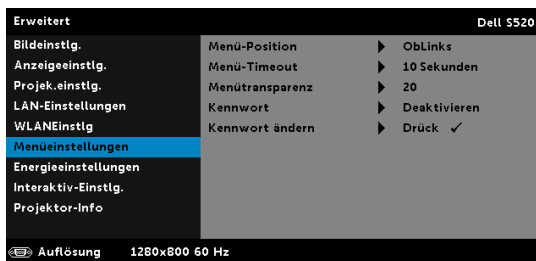 Erweitert Dell S520
Bildeinstlg. Menü-Position ObLinks
Anzeigeeinstlg. Menü-Timeout 10 Sekunden
Projek.einstlg. Menütransparenz 20
LAN-Einstellungen Kennwort Deaktivieren
WLANEinstlg Kennwort ändern Drück ✓
Menüeinstellungen
Energieeinstellungen
Interaktiv-Einstlg.
Projektor-Info
Auflösung 1280x800 60 Hz